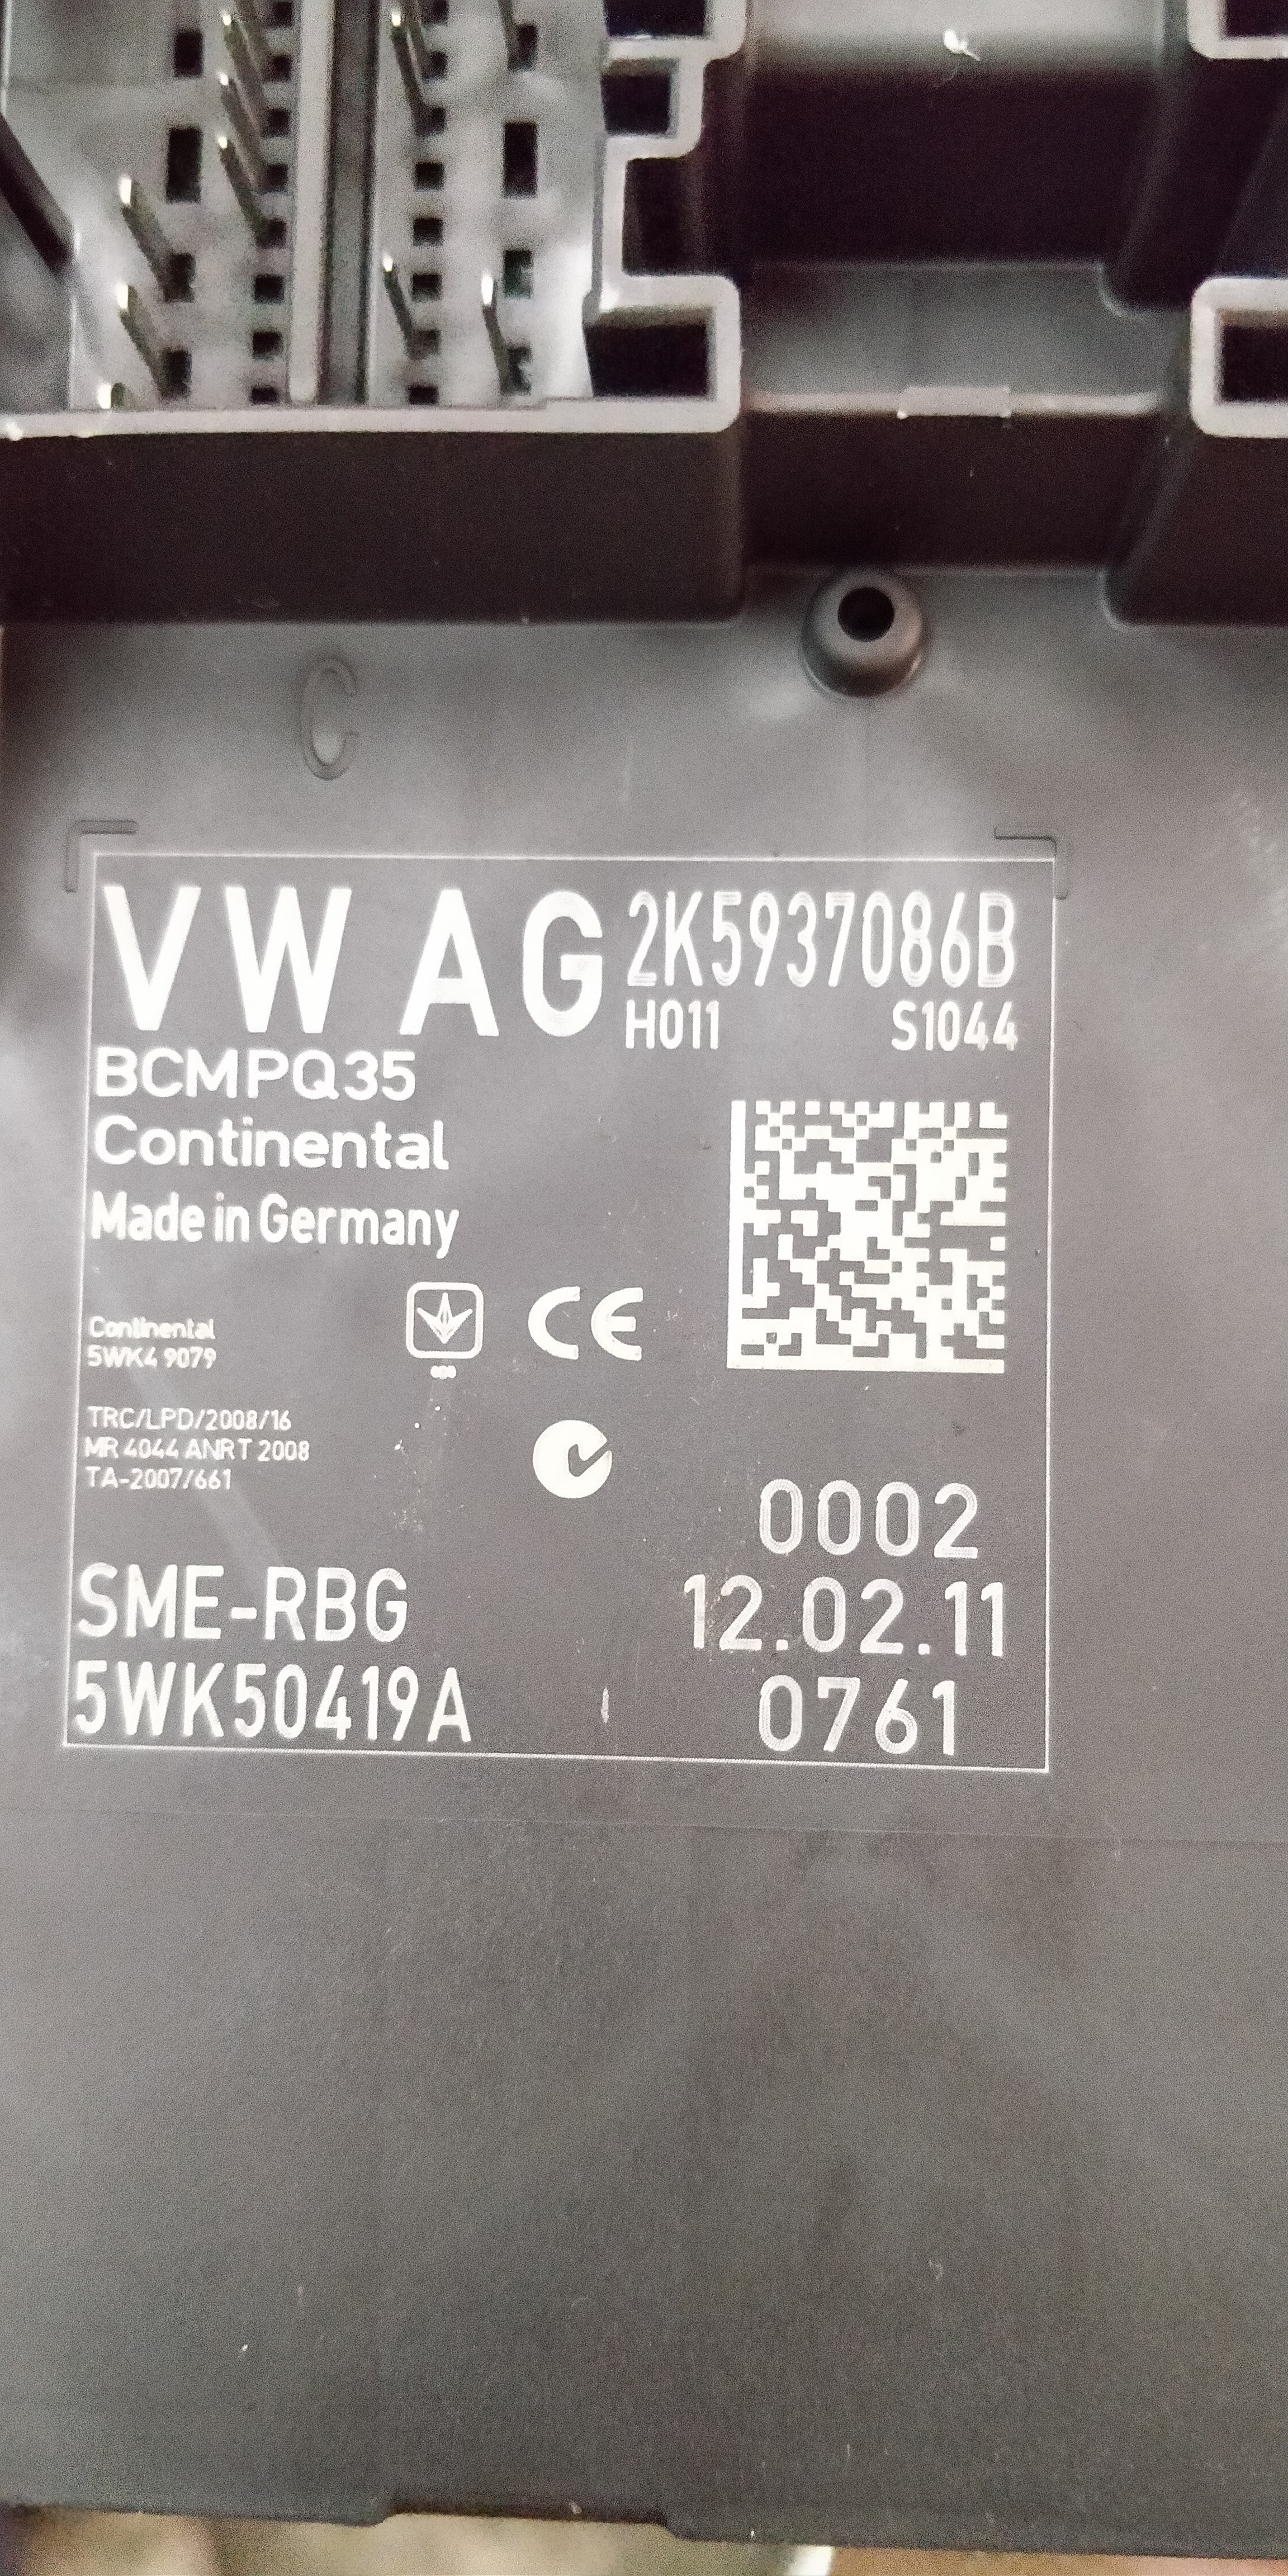 C
VW AG 2K5937086B
H011 S1044
BCMPQ35
Continental
Made in Germany
CE
Continental
5WK4 9079
TRC/LPD/2008/16
MR 4044 ANRT 2008
TA-2007/661
0002
SME-RBG 12.02.11
5WK50419A 0761